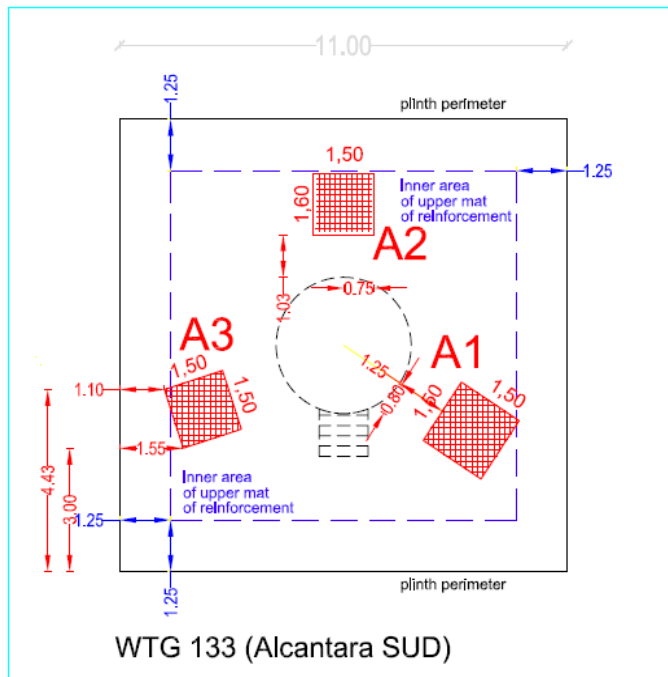 11.00
1.25
plinth perimeter
1,50
1.25
Inner area
of upper mat
of reinforcement
1,60
A2
0.75
1.03
A3
A1
1,50
1.25
1,50
1.10
1,50
0.80
1,50
1.55
4.43
3.00
Inner area
of upper mat
of reinforcement
1.25
plinth perimeter
1.25
WTG 133 (Alcantara SUD)